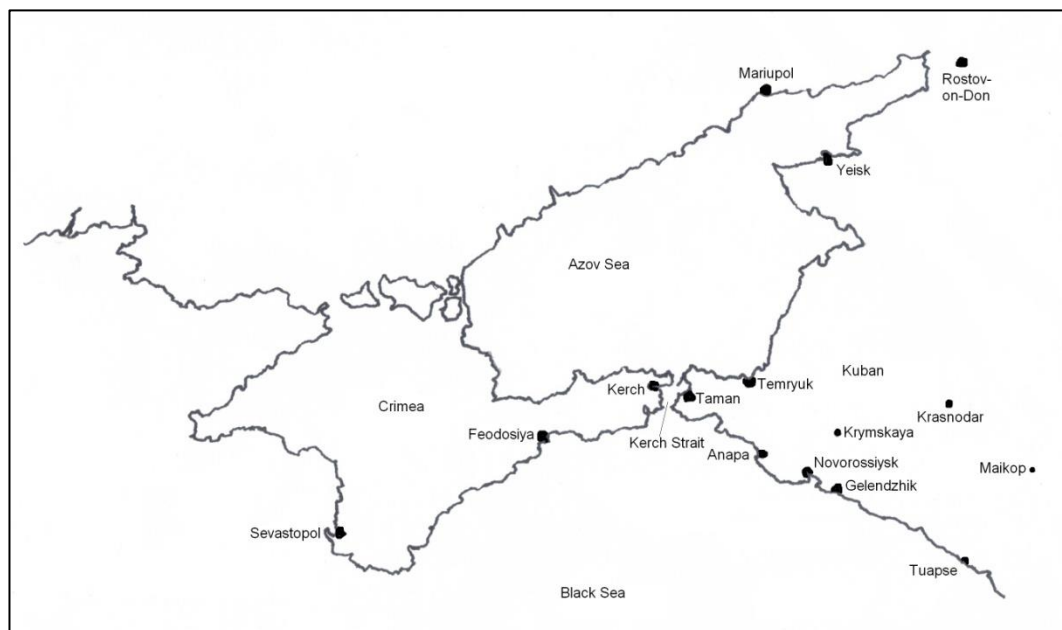 Mariupol
Rostov-
on-Don
Yeisk
Azov Sea
Kuban
Kerch
Temryuk
Taman
Crimea
Krasnodar
Feodosiya
Kerch Strait
Krymskaya
Anapa
Novorossiysk
Maikop
Gelendzhik
Sevastopol
Tuapse
Black Sea